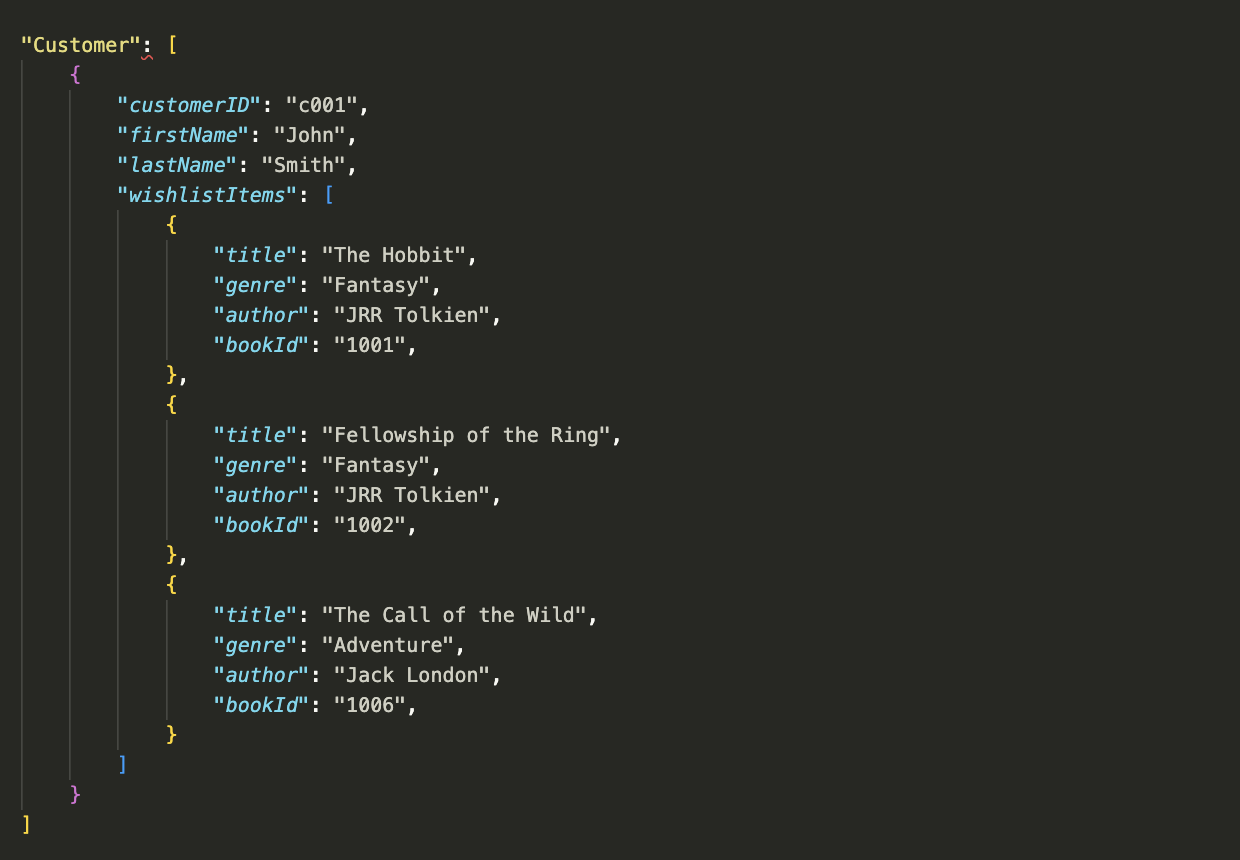 "Customer": [
{
"customerID": "c001",
"firstName": "John",
"lastName": "Smith",
"wishlistItems": [
{
"title": "The Hobbit",
"genre": "Fantasy",
"author": "JRR Tolkien",
"bookId": "1001",
},
{
"title": "Fellowship of the Ring",
"genre": "Fantasy",
"author": "JRR Tolkien",
"bookId": "1002",
},
{
"title": "The Call of the Wild",
"genre": "Adventure",
"author": "Jack London",
"bookId": "1006",
}
]
}
]